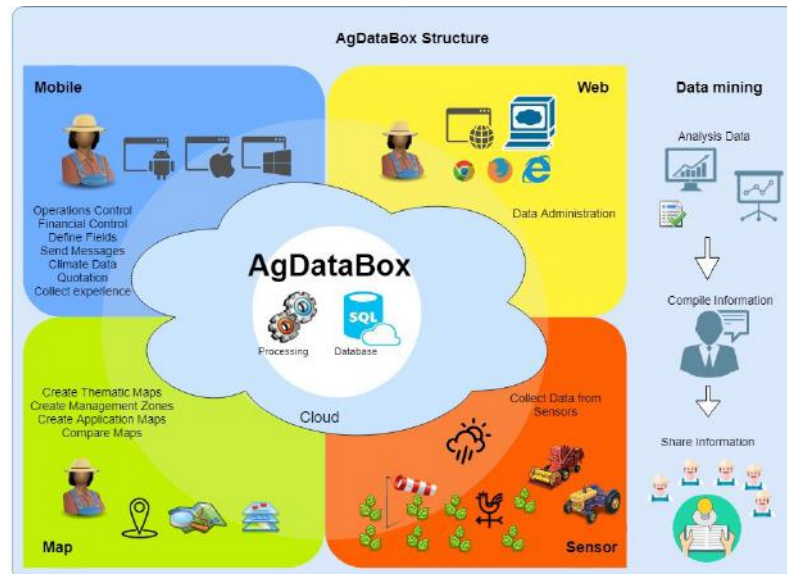 AgDataBox Structure
Mobile
Operations Control
Financial Control
Define Fields
Send Messages
Climate Data
Quotation
Collect experience
Web
Data Administration
AgDataBox
Processing
SQL
Database
Cloud
Create Thematic Maps
Create Management Zones
Create Application Maps
Compare Maps
Map
Collect Data from
Sensors
Sensor
Data mining
Analysis Data
Compile Information
Share Information